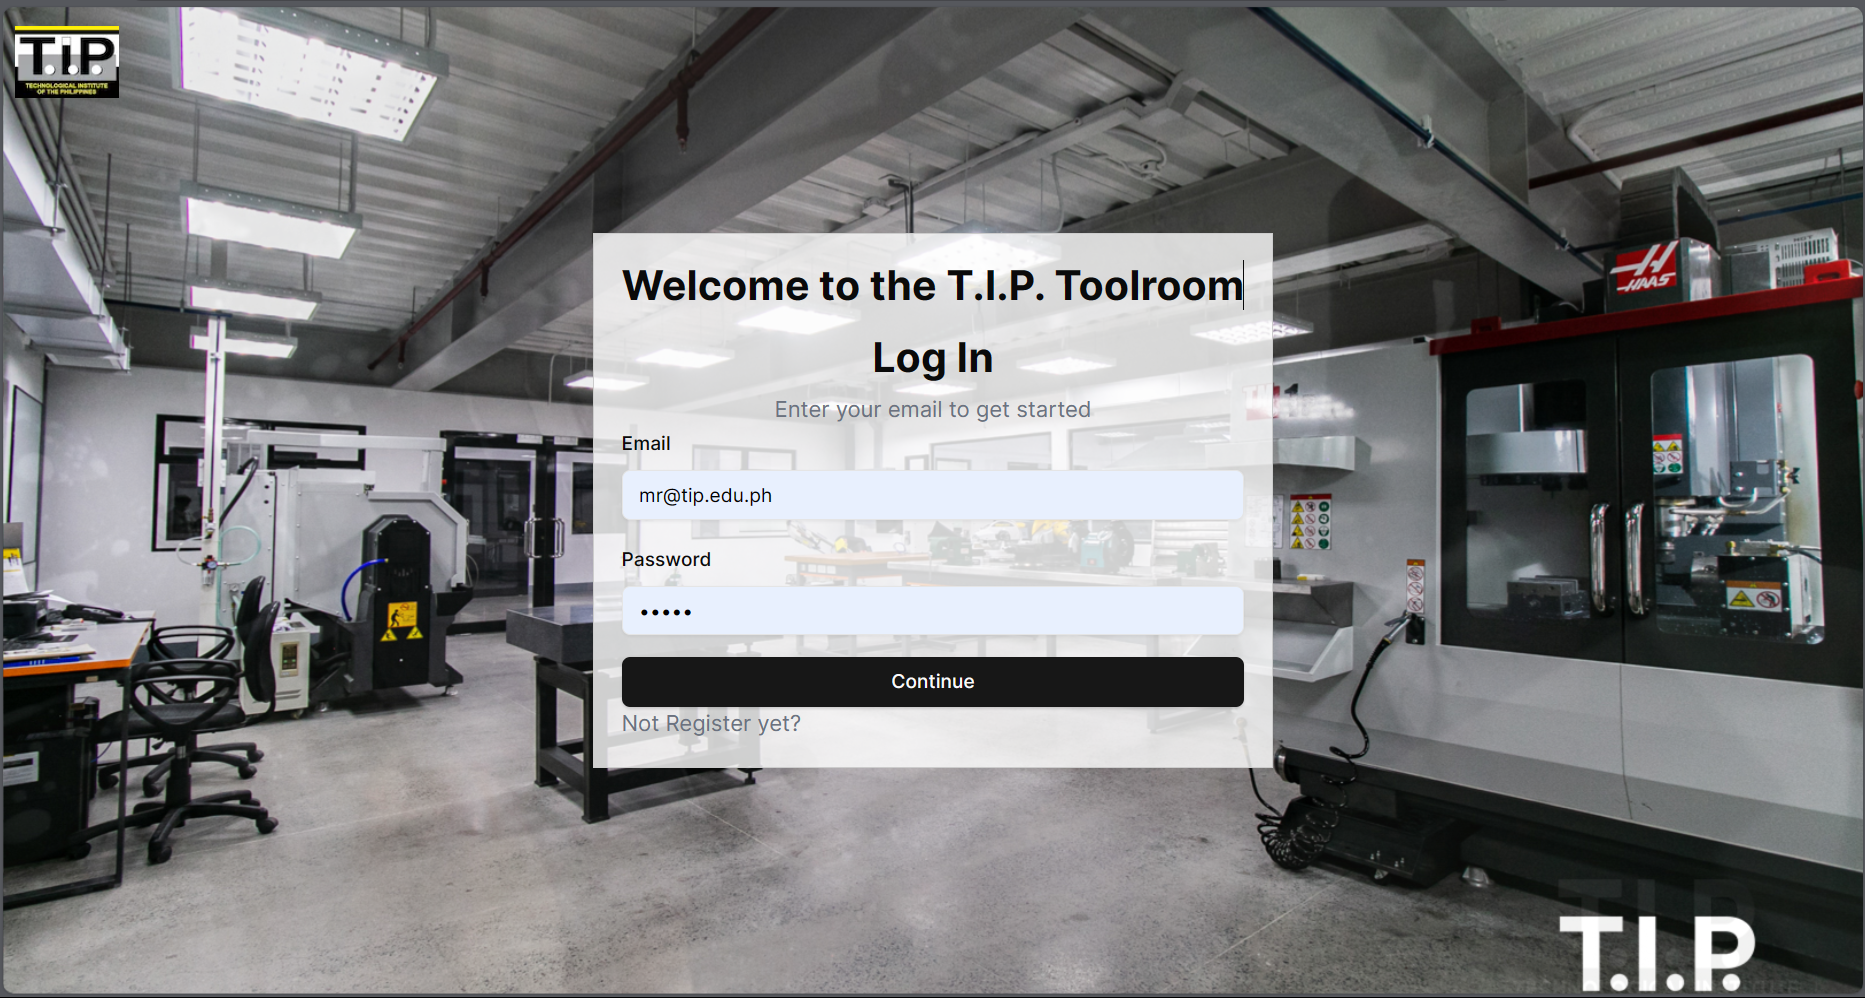 T.I.P.
TECHNOLOGICAL INSTITUTE
OF THE PHILIPPINES
Welcome to the T.I.P. Toolroom
Log In
Enter your email to get started
Email
mr@tip.edu.ph
Password
•••••
Continue
Not Register yet?
HAAS
T.I.P.